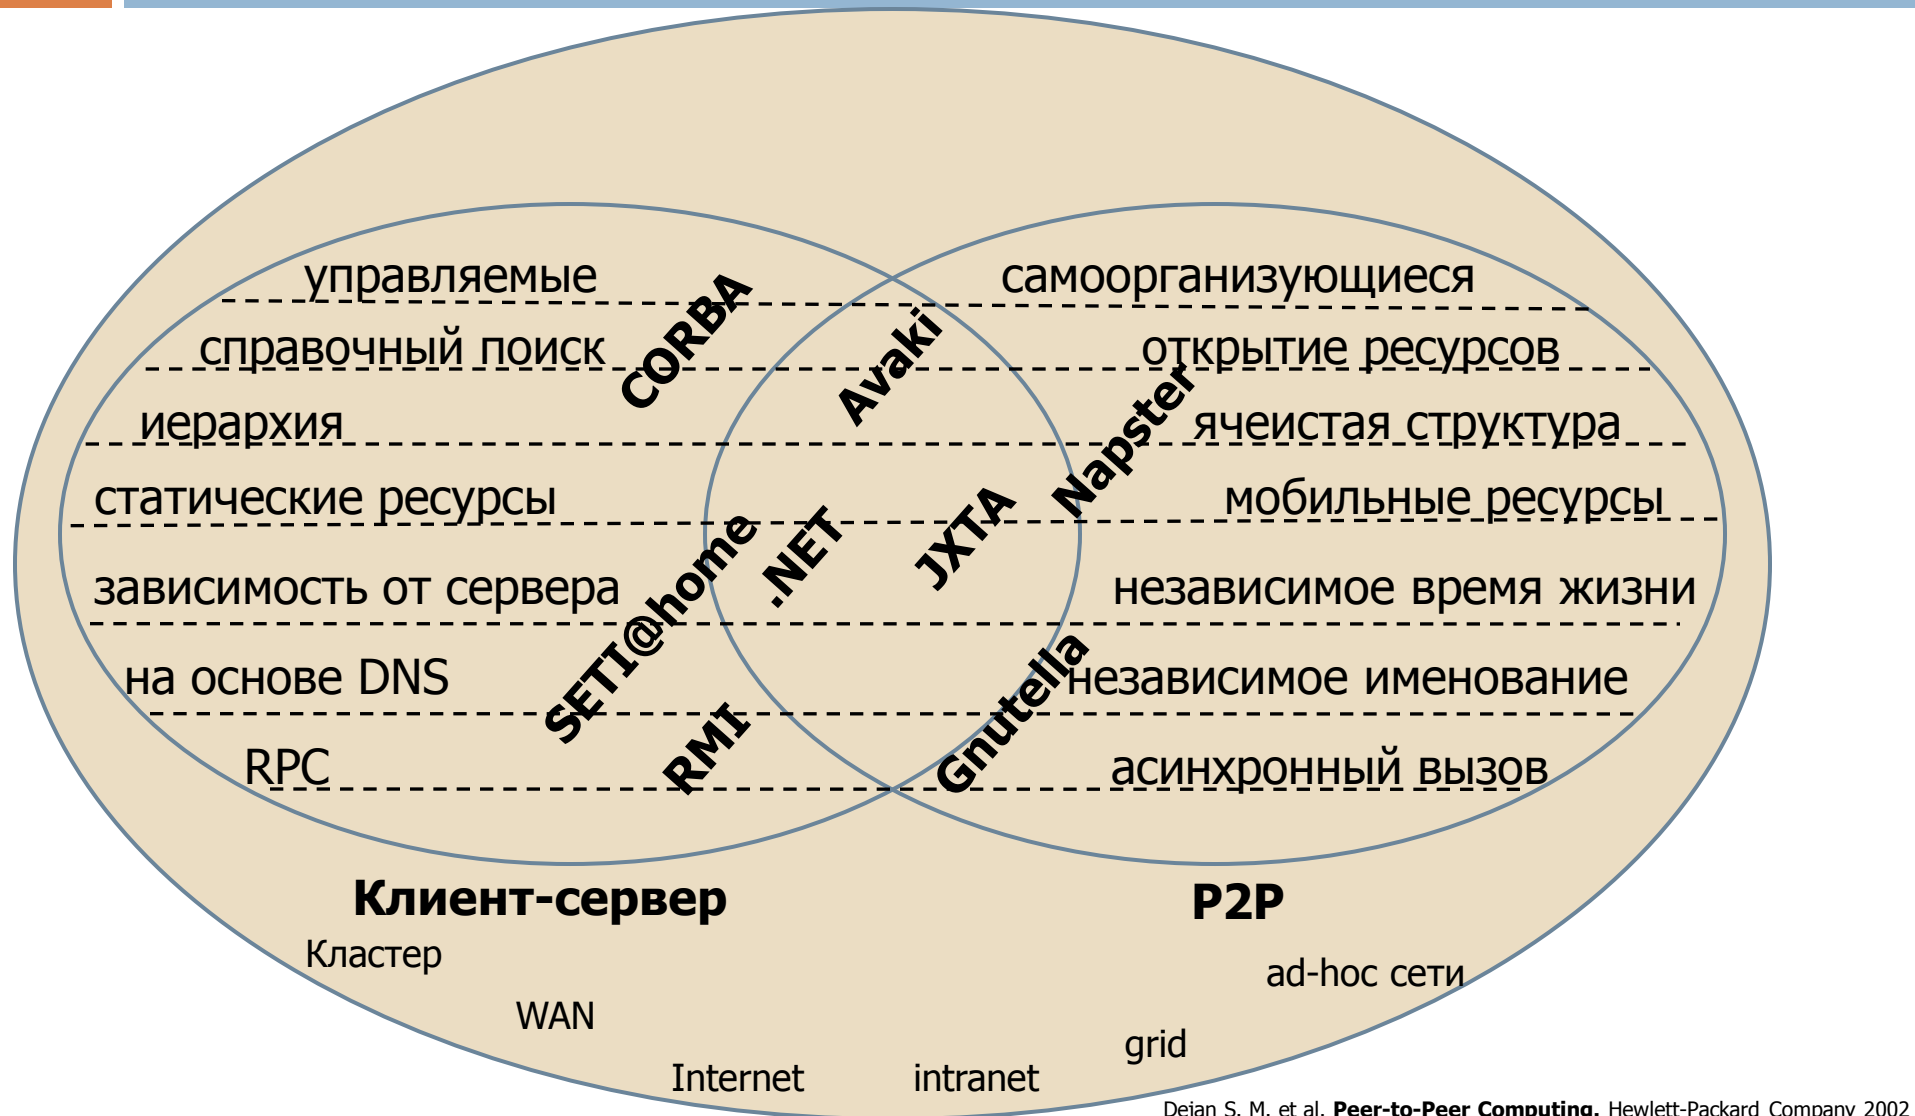 управляемые
самоорганизующиеся
CORBA
справочный поиск
Avaki
открытие ресурсов
Napster
иерархия
ячеистая структура
статические ресурсы
мобильные ресурсы
SETI@home
.NET
JXTA
зависимость от сервера
независимое время жизни
Gnutella
на основе DNS
независимое именование
RMI
RPC
асинхронный вызов
Клиент-сервер
P2P
Кластер
ad-hoc сети
WAN
grid
Internet
intranet
Dejan S. M. et al. Peer-to-Peer Computing. Hewlett-Packard Company 2002